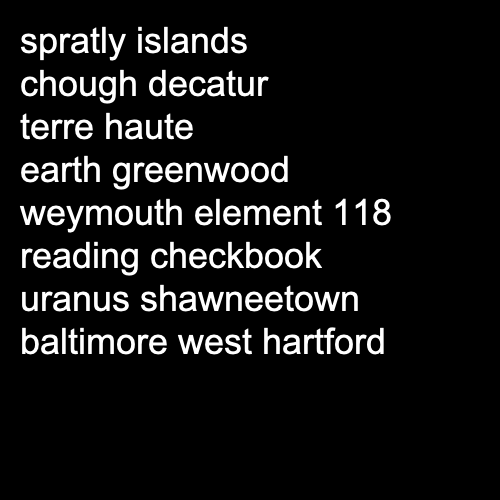 spratly islands
chough decatur
terre haute
earth greenwood
weymouth element 118
reading checkbook
uranus shawneetown
baltimore west hartford